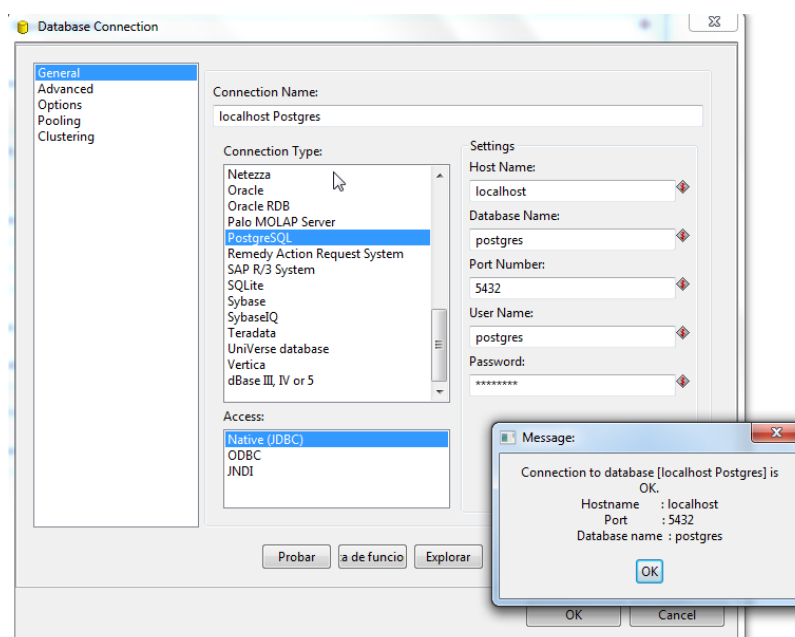 Database Connection
General
Advanced
Options
Pooling
Clustering
Connection Name:
localhost Postgres
Connection Type:
Netezza
Oracle
Oracle RDB
Palo MOLAP Server
PostgreSQL
Remedy Action Request System
SAP R/3 System
SQLite
Sybase
SybaseIQ
Teradata
UniVerse database
Vertica
dBase III, IV or 5
Access:
Native (JDBC)
ODBC
JNDI
Settings
Host Name:
localhost
Database Name:
postgres
Port Number:
5432
User Name:
postgres
Password:
********
Probar
:a de funcio
Explorar
OK
Cancel
Message:
Connection to database [localhost Postgres] is
OK.
Hostname : localhost
Port : 5432
Database name : postgres
OK